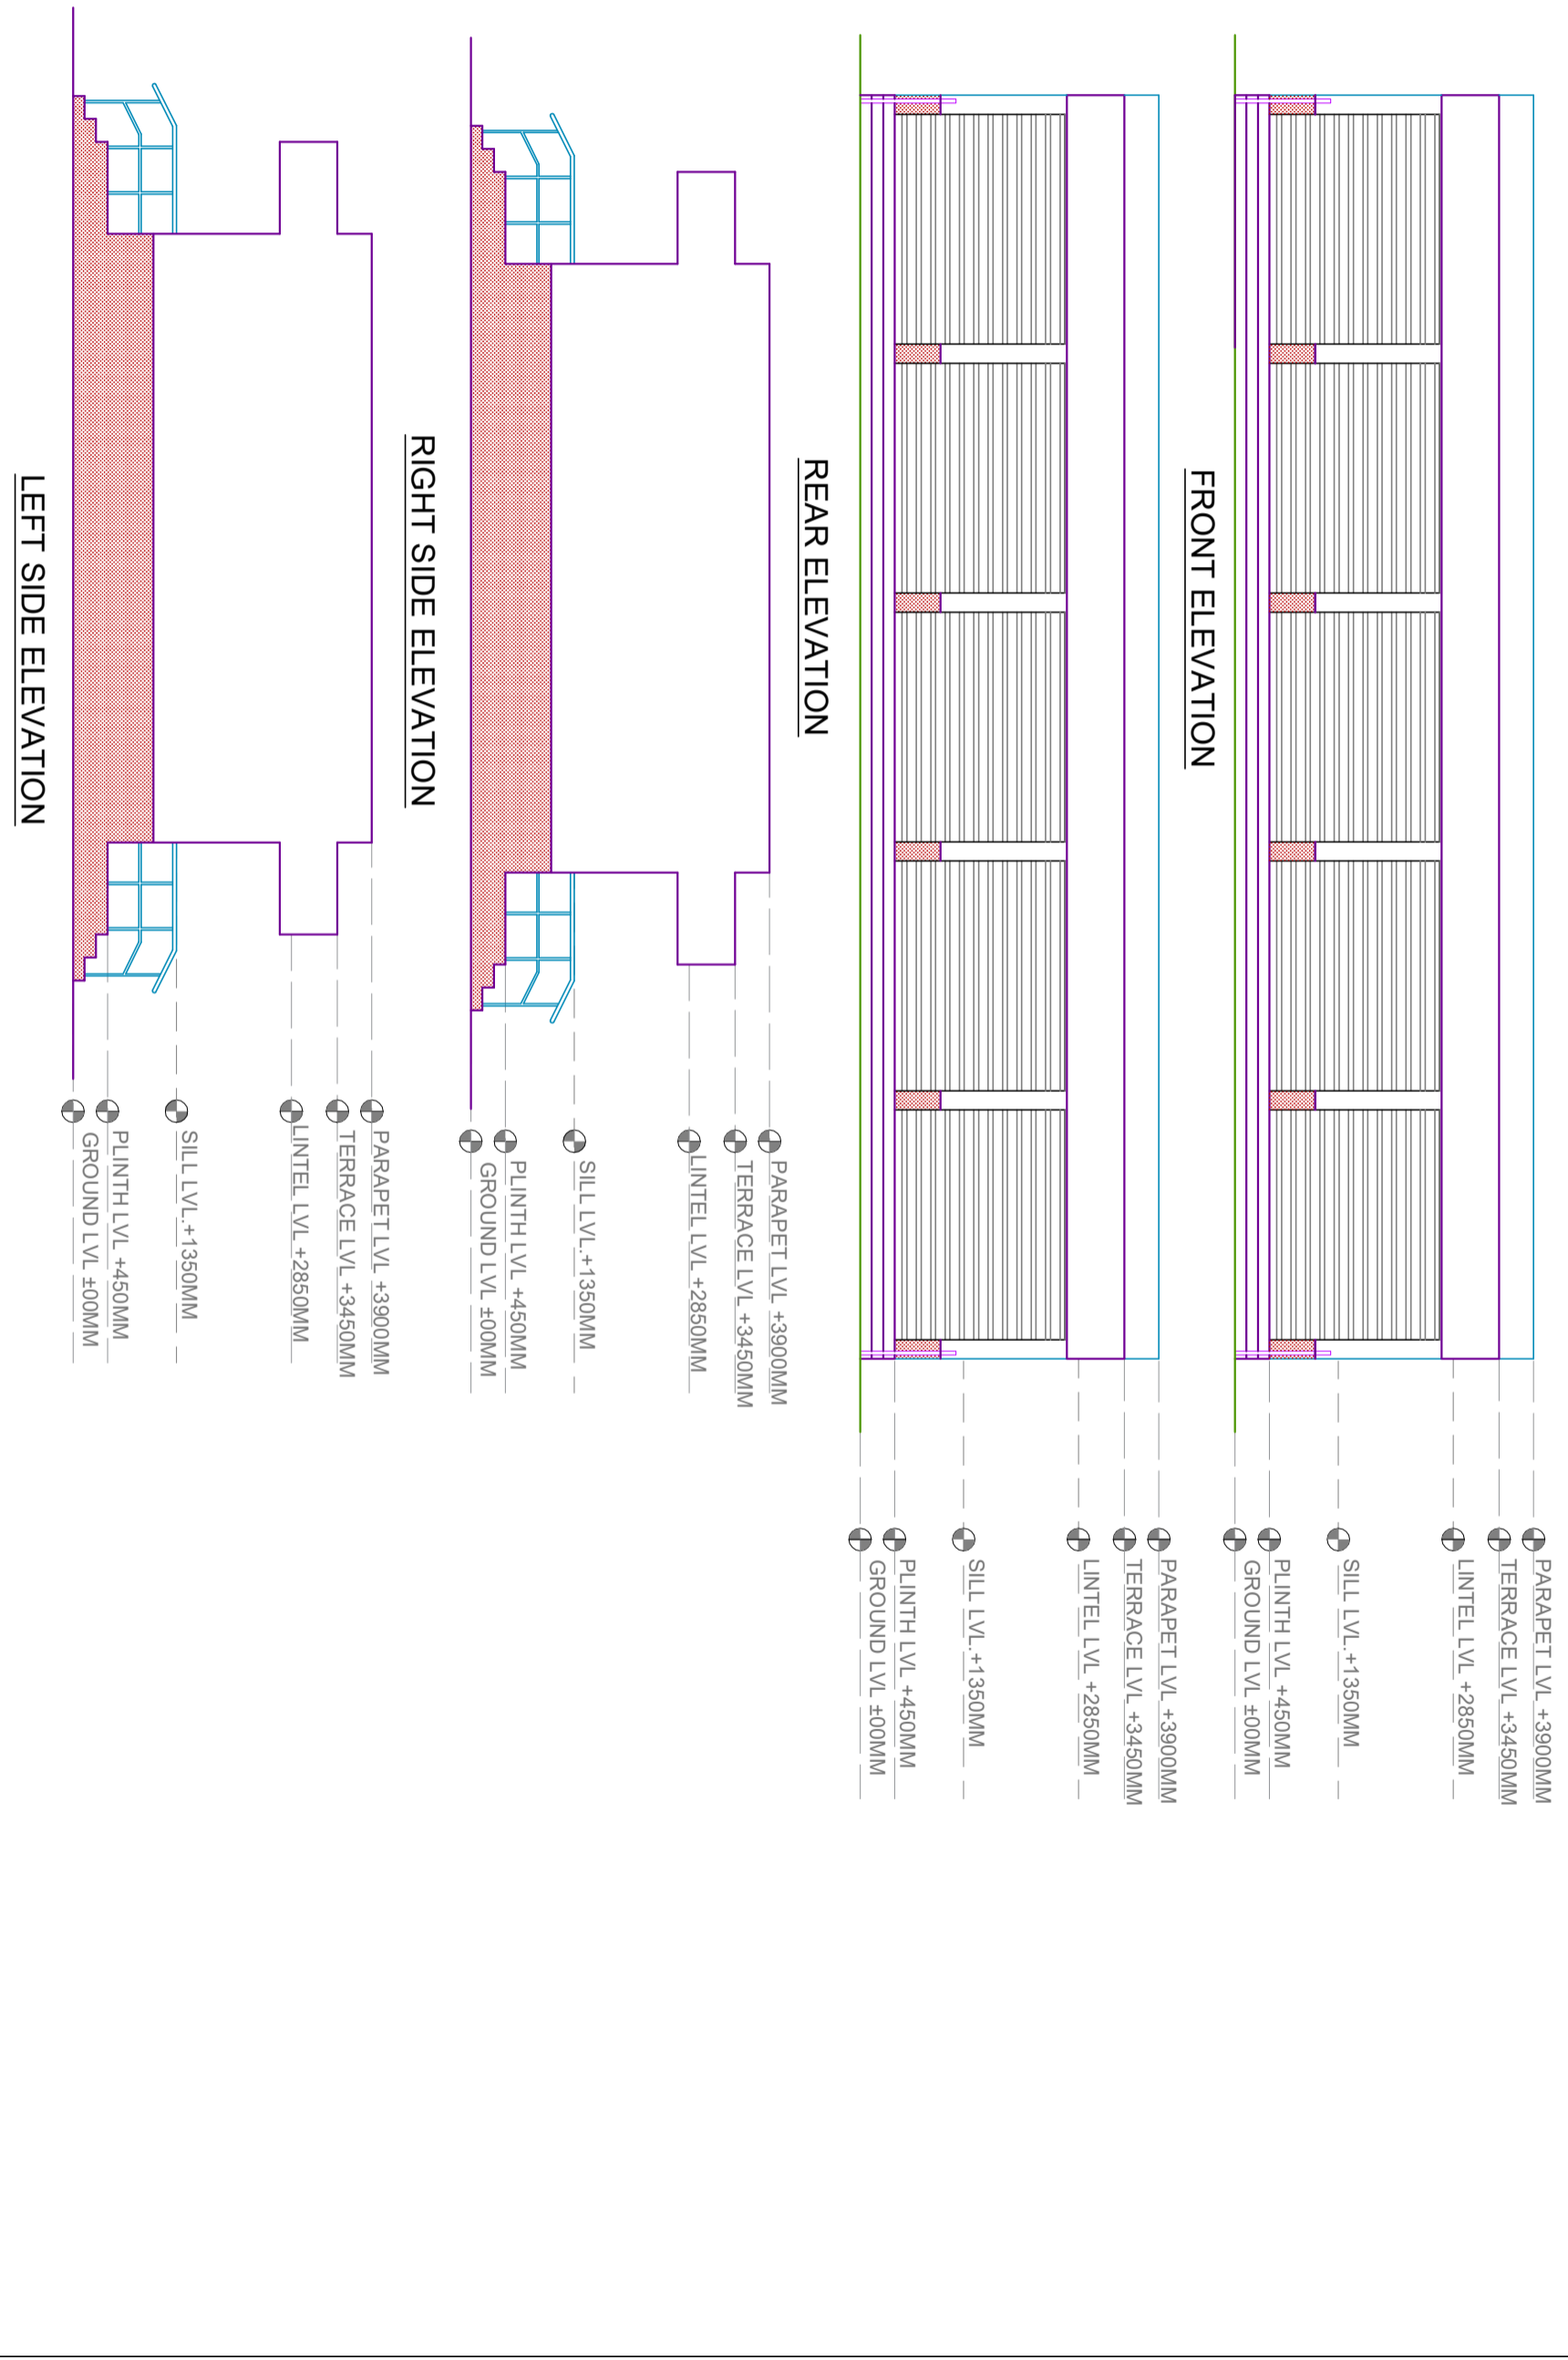 PARAPET LVL +3900MM
TERRACE LVL +3450MM
LINTEL LVL +2850MM
SILL LVL.+1350MM
PLINTH LVL +450MM
GROUND LVL ±00MM
FRONT ELEVATION
PARAPET LVL +3900MM
TERRACE LVL +3450MM
LINTEL LVL +2850MM
SILL LVL.+1350MM
PLINTH LVL +450MM
GROUND LVL ±00MM
REAR ELEVATION
PARAPET LVL +3900MM
TERRACE LVL +3450MM
LINTEL LVL +2850MM
SILL LVL.+1350MM
PLINTH LVL +450MM
GROUND LVL ±00MM
RIGHT SIDE ELEVATION
PARAPET LVL +3900MM
TERRACE LVL +3450MM
LINTEL LVL +2850MM
SILL LVL.+1350MM
PLINTH LVL +450MM
GROUND LVL ±00MM
LEFT SIDE ELEVATION